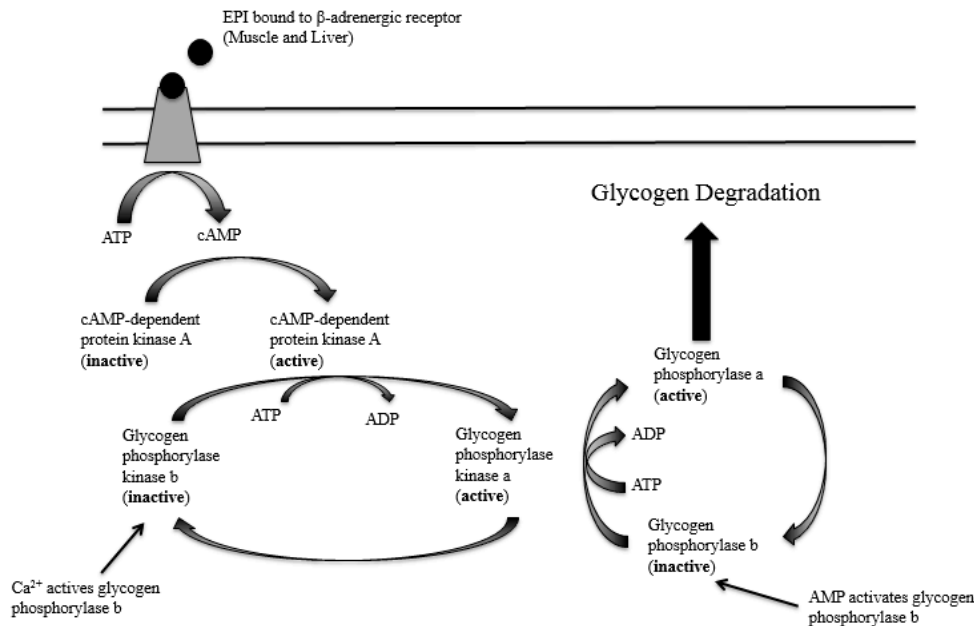 EPI bound to β-adrenergic receptor
(Muscle and Liver)
Glycogen Degradation
ATP
cAMP
cAMP-dependent
protein kinase A
(inactive)
cAMP-dependent
protein kinase A
(active)
ATP
ADP
Glycogen
phosphorylase
kinase b
(inactive)
Glycogen
phosphorylase
kinase a
(active)
Glycogen
phosphorylase a
(active)
ADP
ATP
Glycogen
phosphorylase b
(inactive)
Ca²⁺ actives glycogen
phosphorylase b
AMP activates glycogen
phosphorylase b